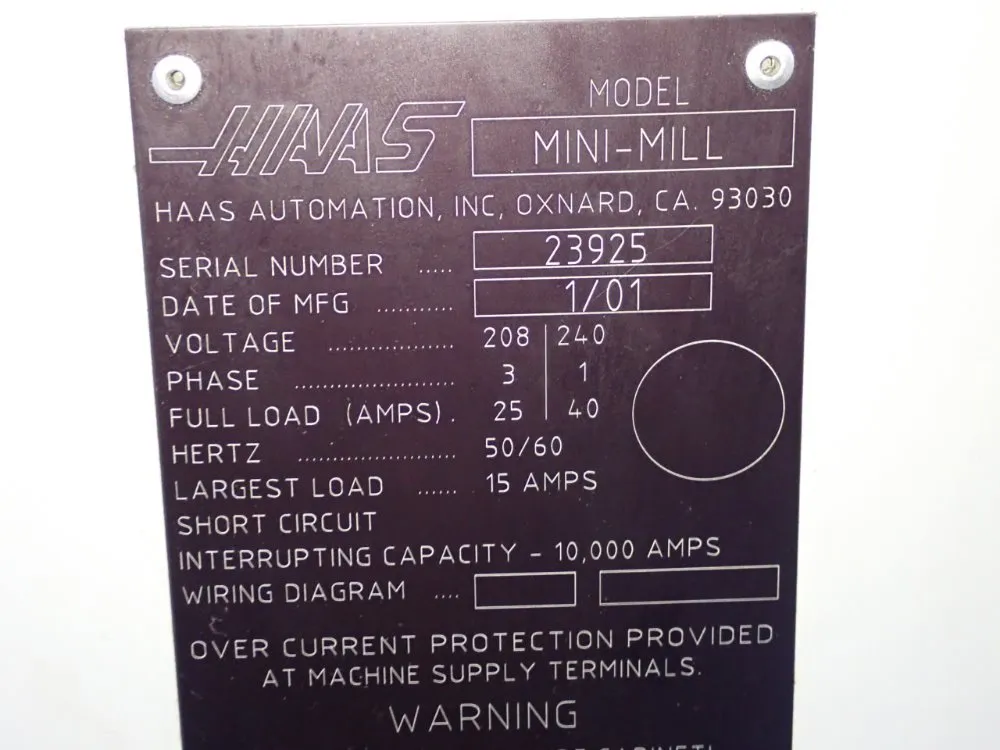 HAAS
MODEL
MINI-MILL
HAAS AUTOMATION, INC, OXNARD, CA. 93030
SERIAL NUMBER ..... 23925
DATE OF MFG ........... 1/01
VOLTAGE .................. 208 | 240
PHASE ....................... 3 | 1
FULL LOAD (AMPS). 25 | 40
HERTZ ....................... 50/60
LARGEST LOAD ...... 15 AMPS
SHORT CIRCUIT
INTERRUPTING CAPACITY - 10,000 AMPS
WIRING DIAGRAM ....
OVER CURRENT PROTECTION PROVIDED
AT MACHINE SUPPLY TERMINALS.
WARNING